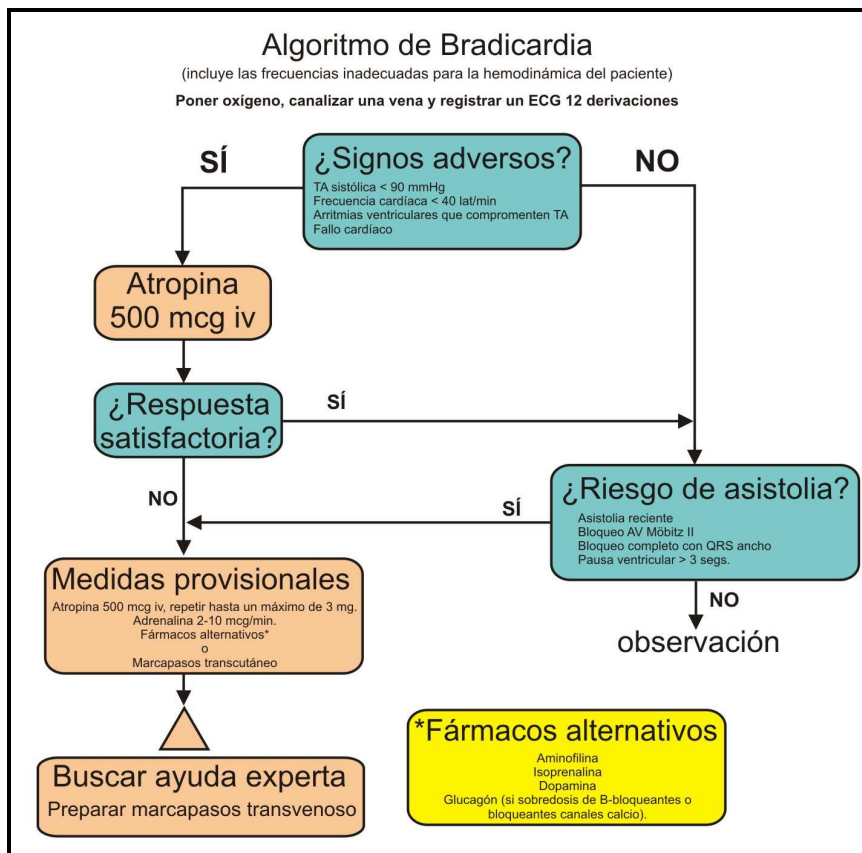 Algoritmo de Bradicardia
(incluye las frecuencias inadecuadas para la hemodinámica del paciente)
Poner oxígeno, canalizar una vena y registrar un ECG 12 derivaciones
SÍ
¿Signos adversos?
NO
TA sistólica < 90 mmHg
Frecuencia cardíaca < 40 lat/min
Arritmias ventriculares que compromenten TA
Fallo cardíaco
Atropina
500 mcg iv
¿Respuesta
satisfactoria?
SÍ
NO
¿Riesgo de asistolia?
Asistolia reciente
Bloqueo AV Möbitz II
Bloqueo completo con QRS ancho
Pausa ventricular > 3 segs.
SÍ
NO
observación
Medidas provisionales
Atropina 500 mcg iv, repetir hasta un máximo de 3 mg.
Adrenalina 2-10 mcg/min.
Fármacos alternativos*
o
Marcapasos transcutáneo
Buscar ayuda experta
Preparar marcapasos transvenoso
*Fármacos alternativos
Aminofilina
Isoprenalina
Dopamina
Glucagón (si sobredosis de B-bloqueantes o
bloqueantes canales calcio).